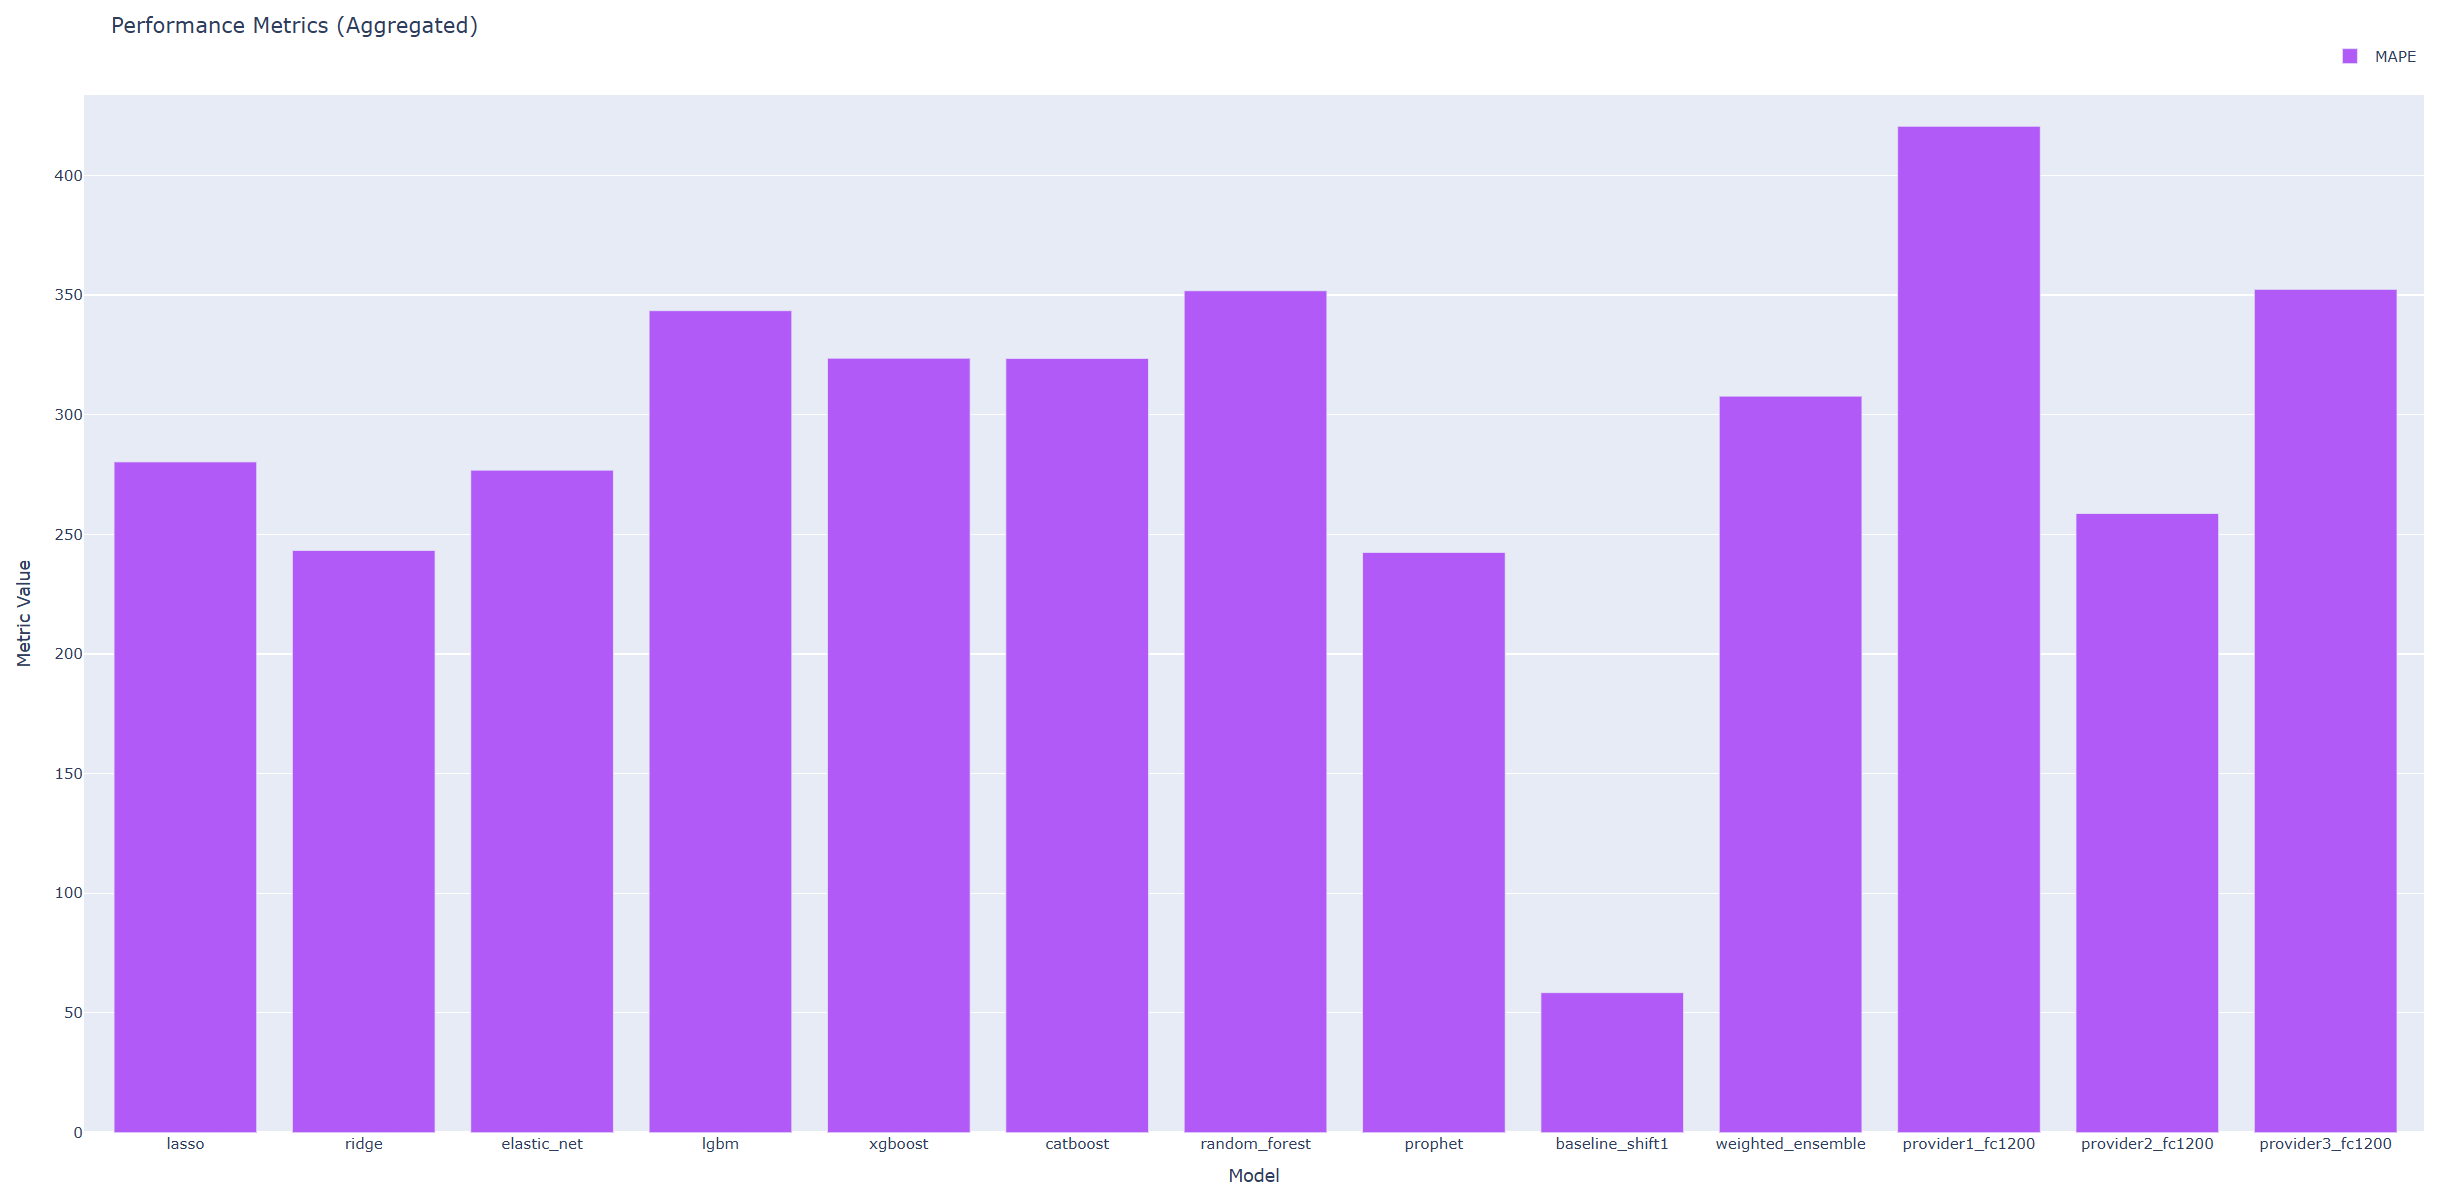 Performance Metrics (Aggregated)
MAPE
400
350
300
250
200
150
100
50
0
Metric Value
lasso ridge elastic_net lgbm xgboost catboost random_forest prophet baseline_shift1 weighted_ensemble provider1_fc1200 provider2_fc1200 provider3_fc1200
Model